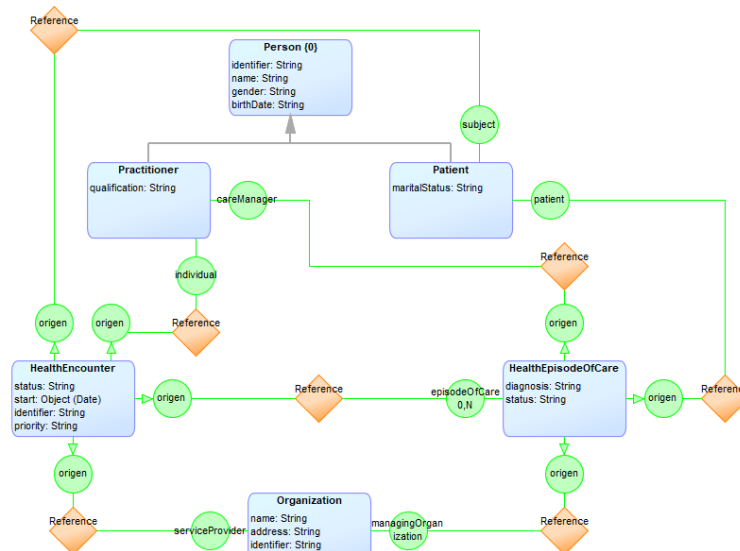 Reference
Person {0}
identifier: String
name: String
gender: String
birthDate: String
subject
Practitioner
qualification: String
careManager
Patient
maritalStatus: String
patient
individual
Reference
origen
origen
Reference
origen
HealthEncounter
status: String
start: Object (Date)
identifier: String
priority: String
origen
Reference
episodeOfCare
0,N
HealthEpisodeOfCare
diagnosis: String
status: String
origen
Reference
origen
origen
Reference
serviceProvider
Organization
name: String
address: String
identifier: String
managingOrgan
ization
Reference